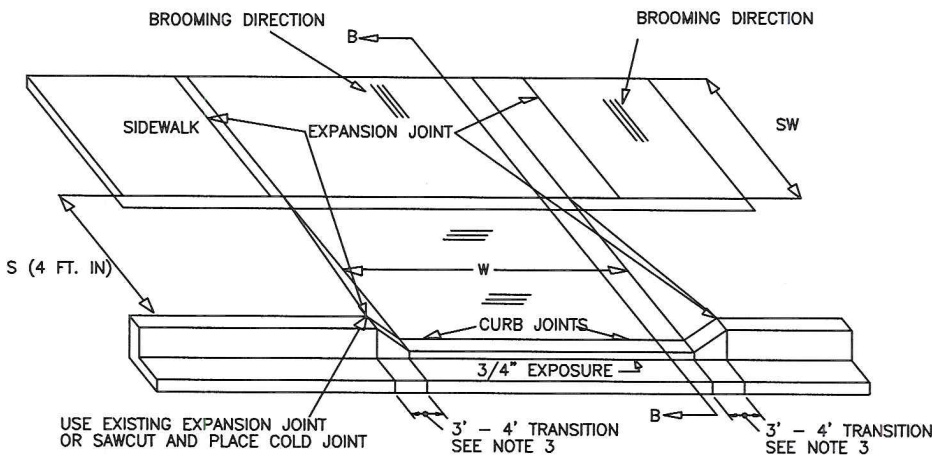 BROOMING DIRECTION
BROOMING DIRECTION
B
SIDEWALK
EXPANSION JOINT
SW
S (4 FT. IN)
W
CURB JOINTS
3/4" EXPOSURE
B
USE EXISTING EXPANSION JOINT
OR SAWCUT AND PLACE COLD JOINT
3' - 4' TRANSITION
SEE NOTE 3
3' - 4' TRANSITION
SEE NOTE 3